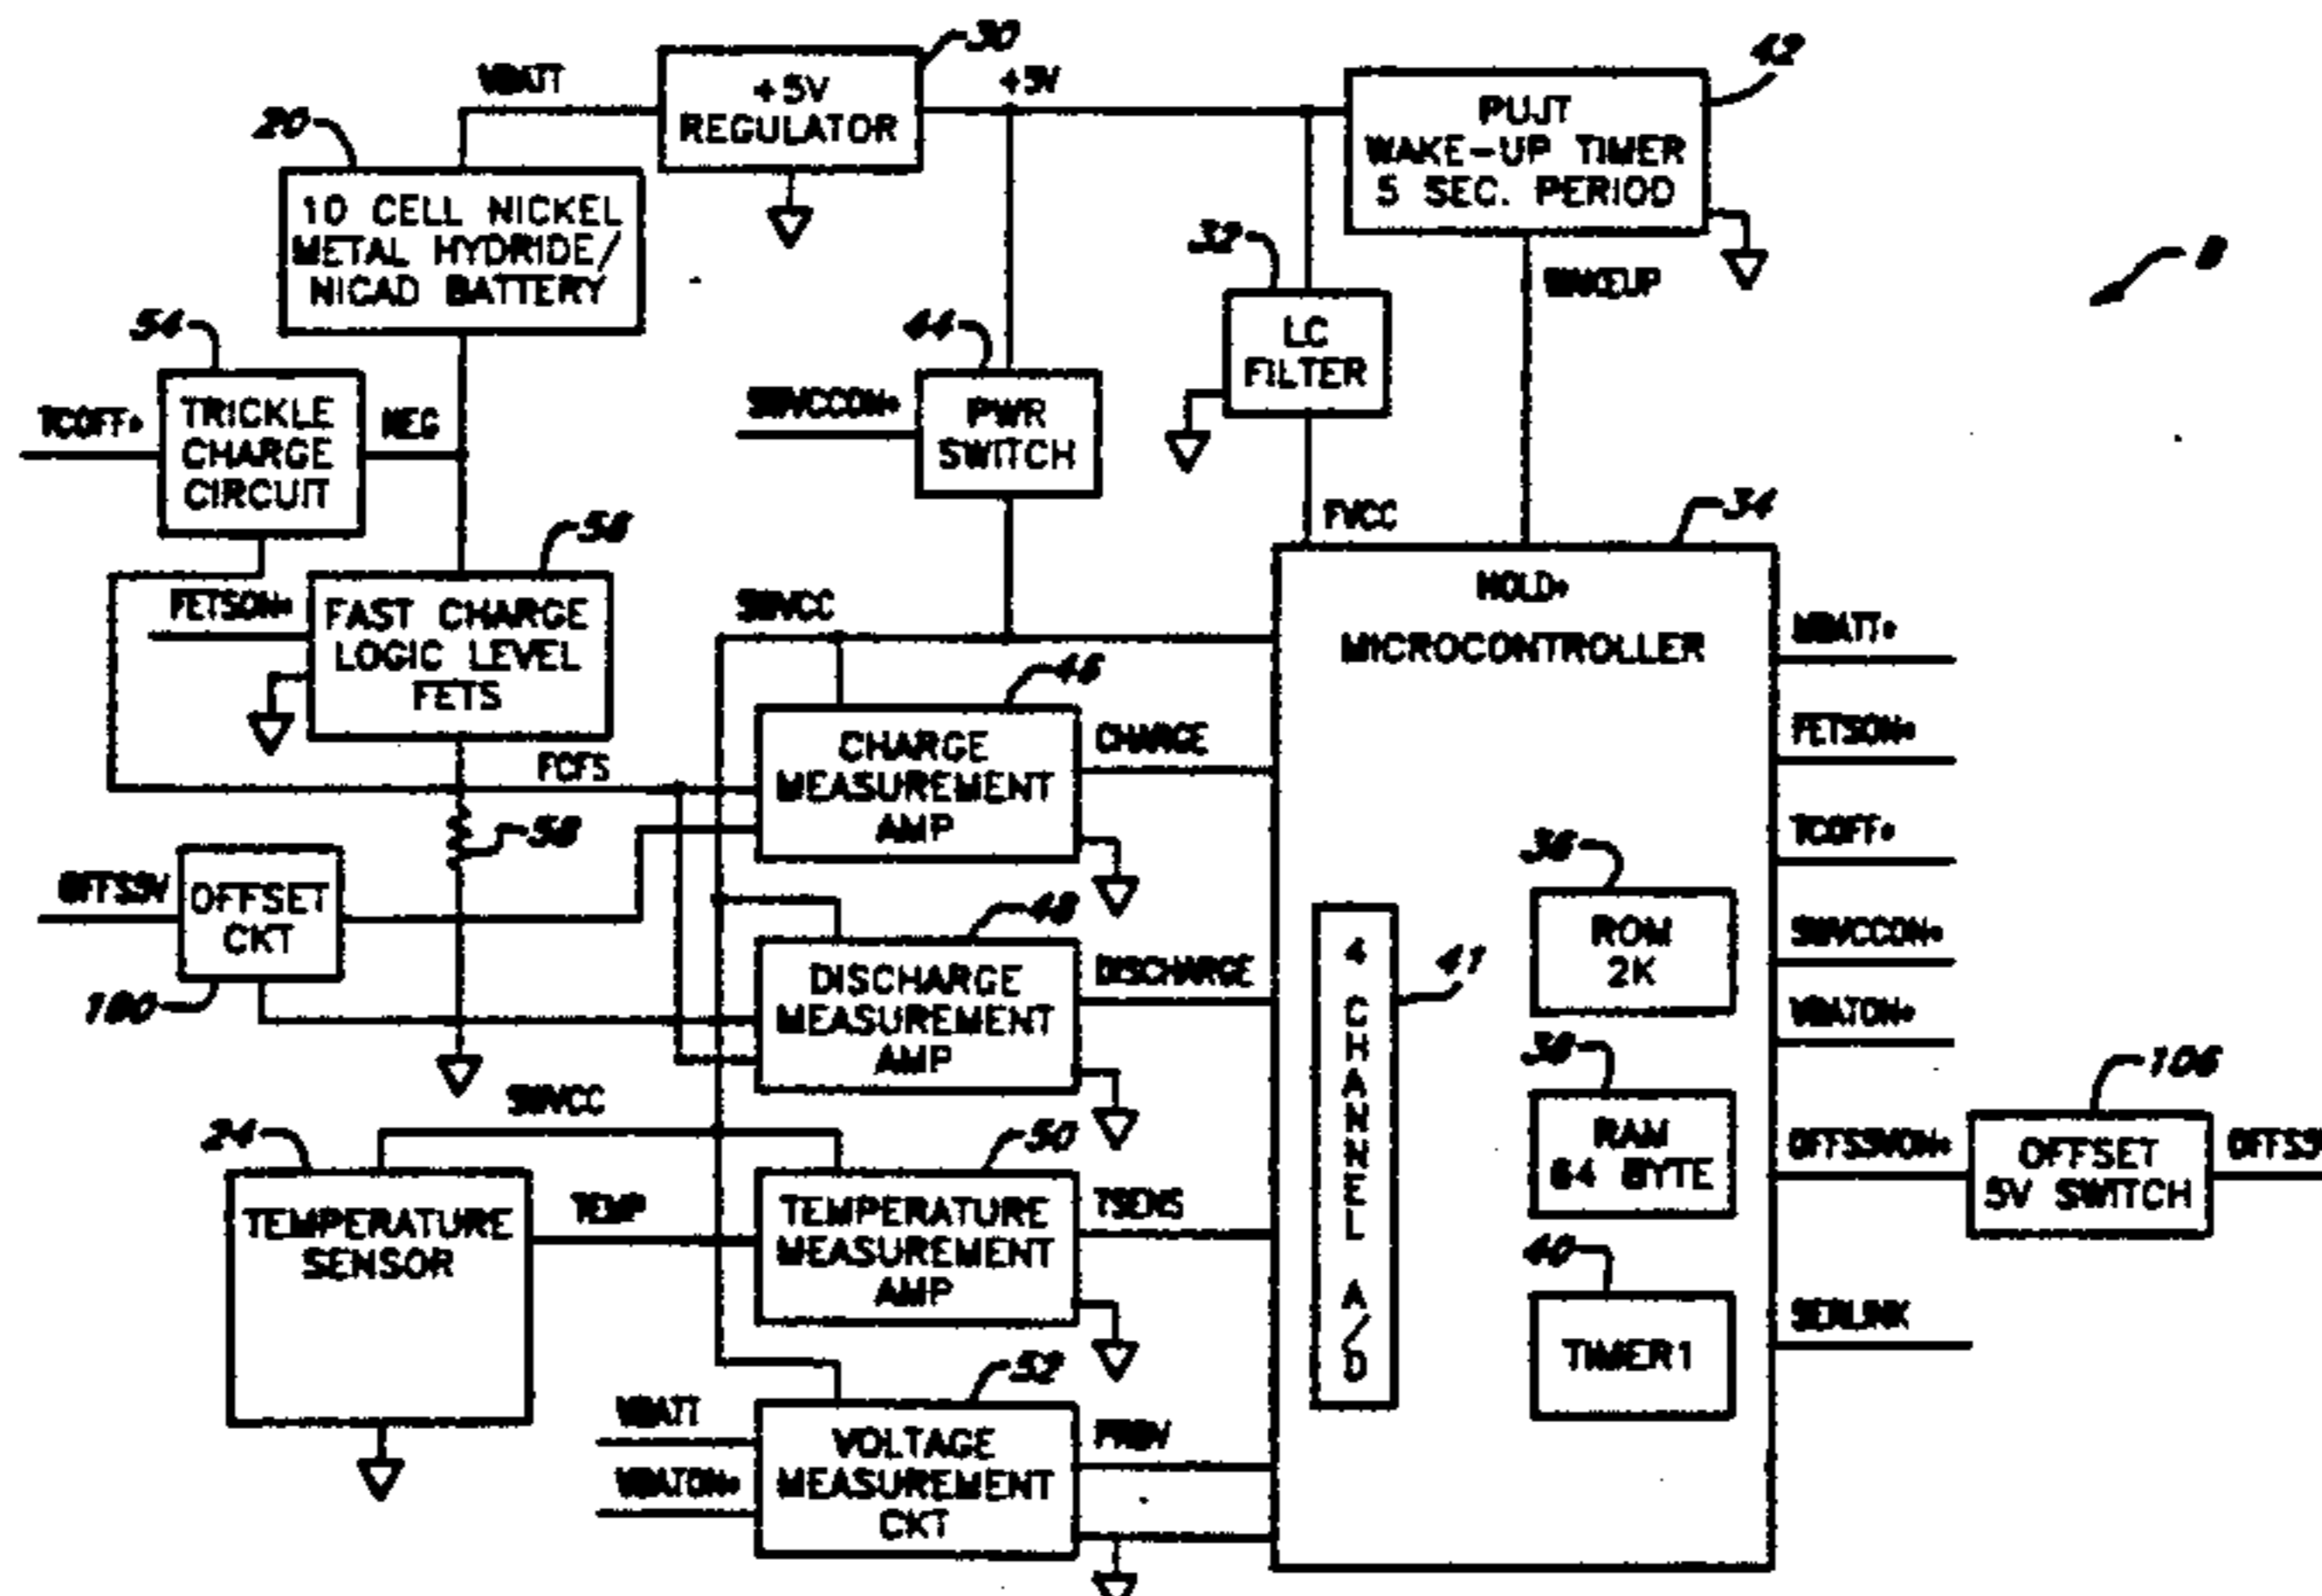 30
42
VBATT
+5V
REGULATOR
+5V
PUJT
WAKE-UP TIMER
5 SEC. PERIOD
20
10 CELL NICKEL
METAL HYDRIDE/
NICAD BATTERY
32
WAKEUP
B
54
44
LC
FILTER
TCOFF*
TRICKLE
CHARGE
CIRCUIT
NEG
SWVCCON*
PWR
SWITCH
56
FVCC
34
FETSON*
FAST CHARGE
LOGIC LEVEL
FETS
SWVCC
HOLD*
MICROCONTROLLER
46
FETSON*
FCFS
CHARGE
MEASUREMENT
AMP
CHARGE
58
36
TCOFF*
OFFS5V
OFFSET
CKT
100
48
ROM
2K
SWVCCON*
DISCHARGE
MEASUREMENT
AMP
DISCHARGE
4 CHANNEL A/D
41
38
VBATON*
RAM
64 BYTE
106
SWVCC
24
50
OFFS5VON*
OFFSET
5V SWITCH
TEMPERATURE
SENSOR
TEMP
TEMPERATURE
MEASUREMENT
AMP
TSENS
40
TIMER1
SERLINK
52
VBATT
VBATON*
VOLTAGE
MEASUREMENT
CKT